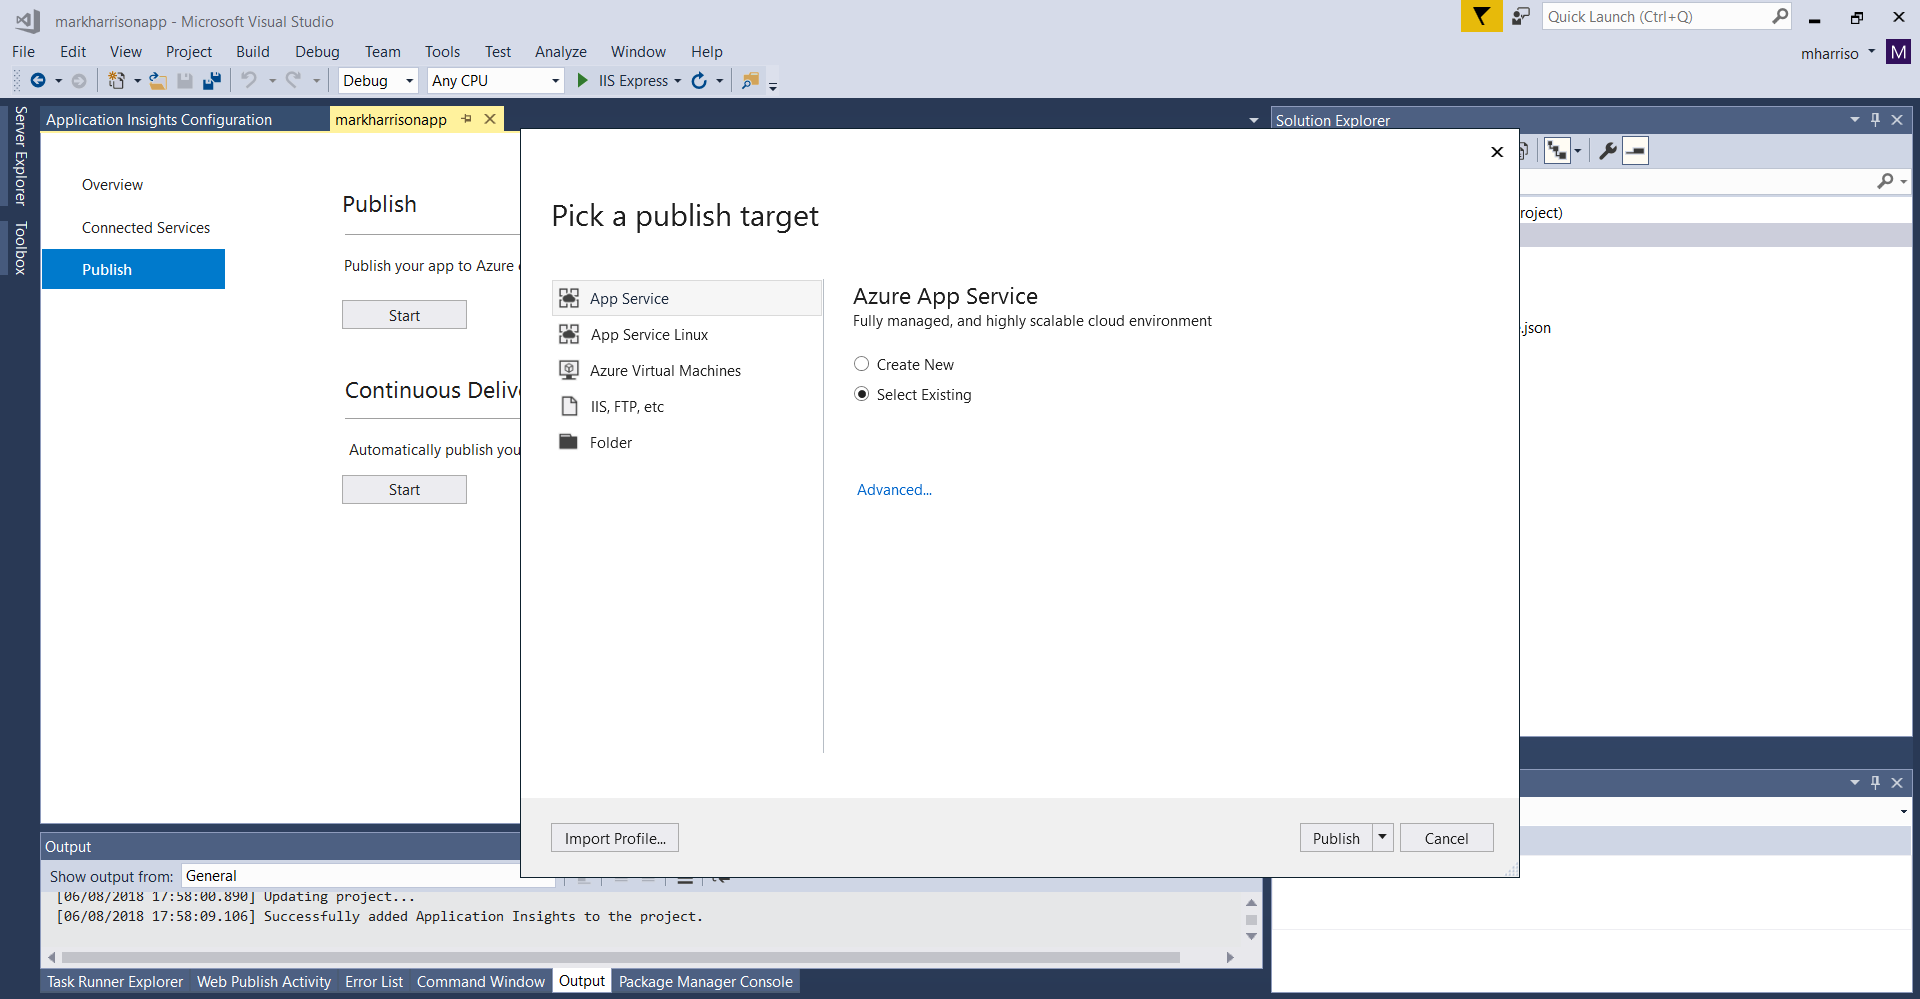 markharrisonapp - Microsoft Visual Studio
Quick Launch (Ctrl+Q)
File Edit View Project Build Debug Team Tools Test Analyze Window Help
mharriso M
Debug Any CPU IIS Express
Server Explorer
Toolbox
Application Insights Configuration markharrisonapp
Solution Explorer
Overview
Connected Services
Publish
Publish
Publish your app to Azure
Start
Continuous Delive
Automatically publish you
Start
Pick a publish target
App Service
App Service Linux
Azure Virtual Machines
IIS, FTP, etc
Folder
Azure App Service
Fully managed, and highly scalable cloud environment
Create New
Select Existing
Advanced...
Import Profile...
Publish
Cancel
roject)
.json
Output
Show output from: General
[06/08/2018 17:58:00.890] Updating project...
[06/08/2018 17:58:09.106] Successfully added Application Insights to the project.
Task Runner Explorer Web Publish Activity Error List Command Window Output Package Manager Console